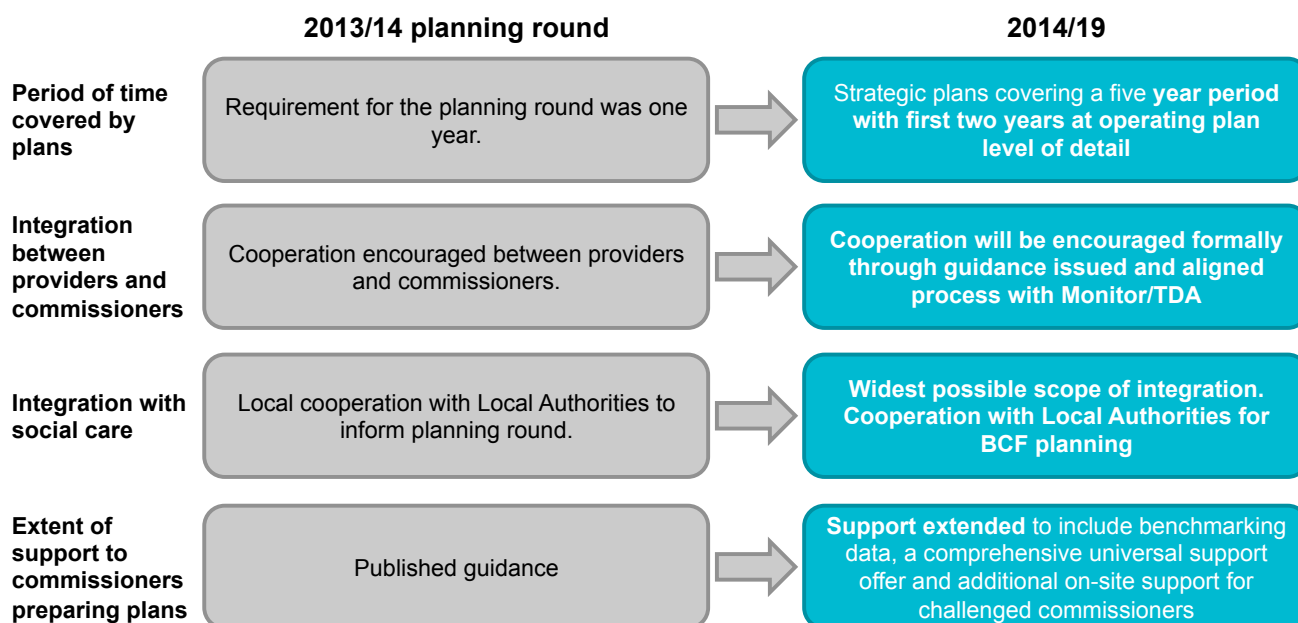 2013/14 planning round
2014/19
Period of time
covered by
plans
Requirement for the planning round was one
year.
Strategic plans covering a five year period
with first two years at operating plan
level of detail
Integration
between
providers and
commissioners
Cooperation encouraged between providers
and commissioners.
Cooperation will be encouraged formally
through guidance issued and aligned
process with Monitor/TDA
Integration with
social care
Local cooperation with Local Authorities to
inform planning round.
Widest possible scope of integration.
Cooperation with Local Authorities for
BCF planning
Extent of
support to
commissioners
preparing plans
Published guidance
Support extended to include benchmarking
data, a comprehensive universal support
offer and additional on-site support for
challenged commissioners